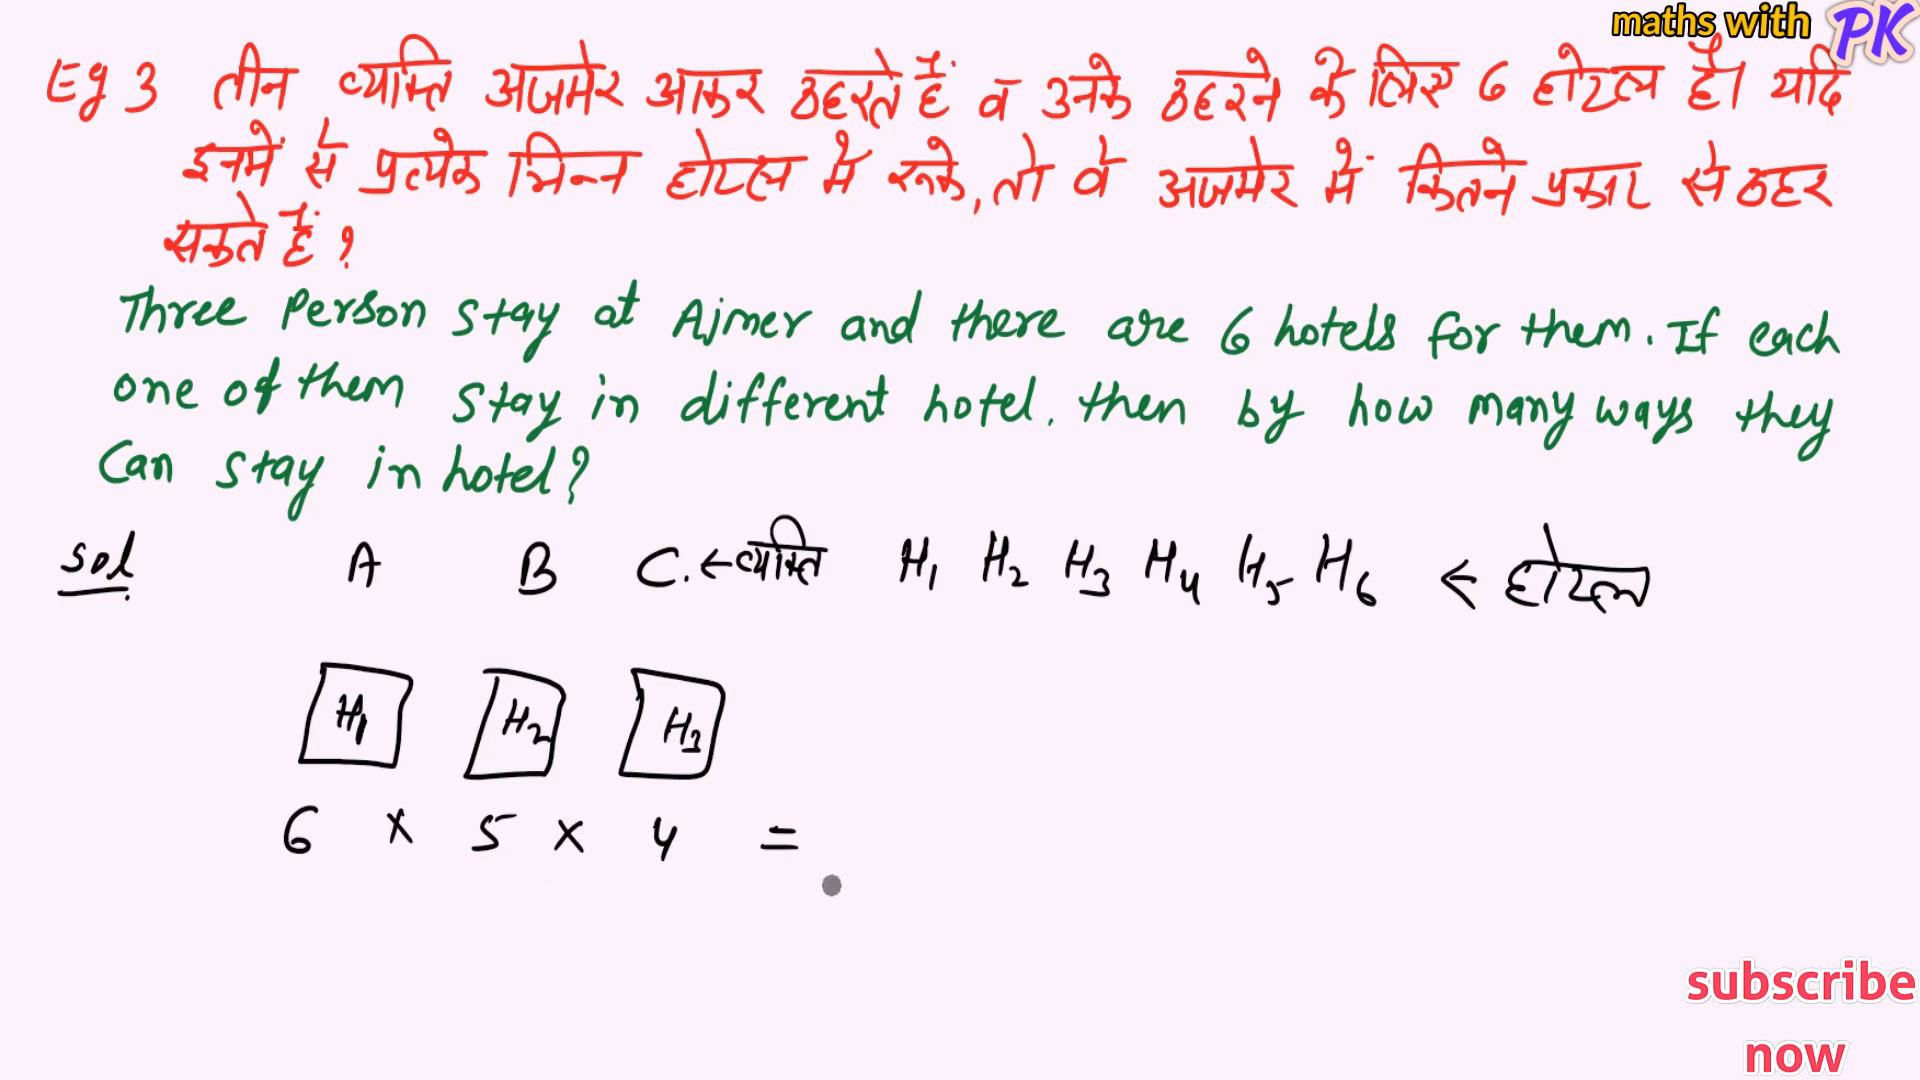 maths with PK
Eg 3 तीन व्यक्ति अजमेर आकर ठहरते हैं व उनके ठहरने के लिए 6 होटल है। यदि
इनमें से प्रत्येक भिन्न होटल में रूके, तो वे अजमेर में कितने प्रकार से ठहर
सकते हैं ?
Three Person stay at Ajmer and there are 6 hotels for them. If each
one of them stay in different hotel. then by how many ways they
Can stay in hotel?
Sol A B C. ← व्यक्ति H1 H2 H3 H4 H5 H6 ← होटल
H1 H2 H3
6 × 5 × 4 =
subscribe
now